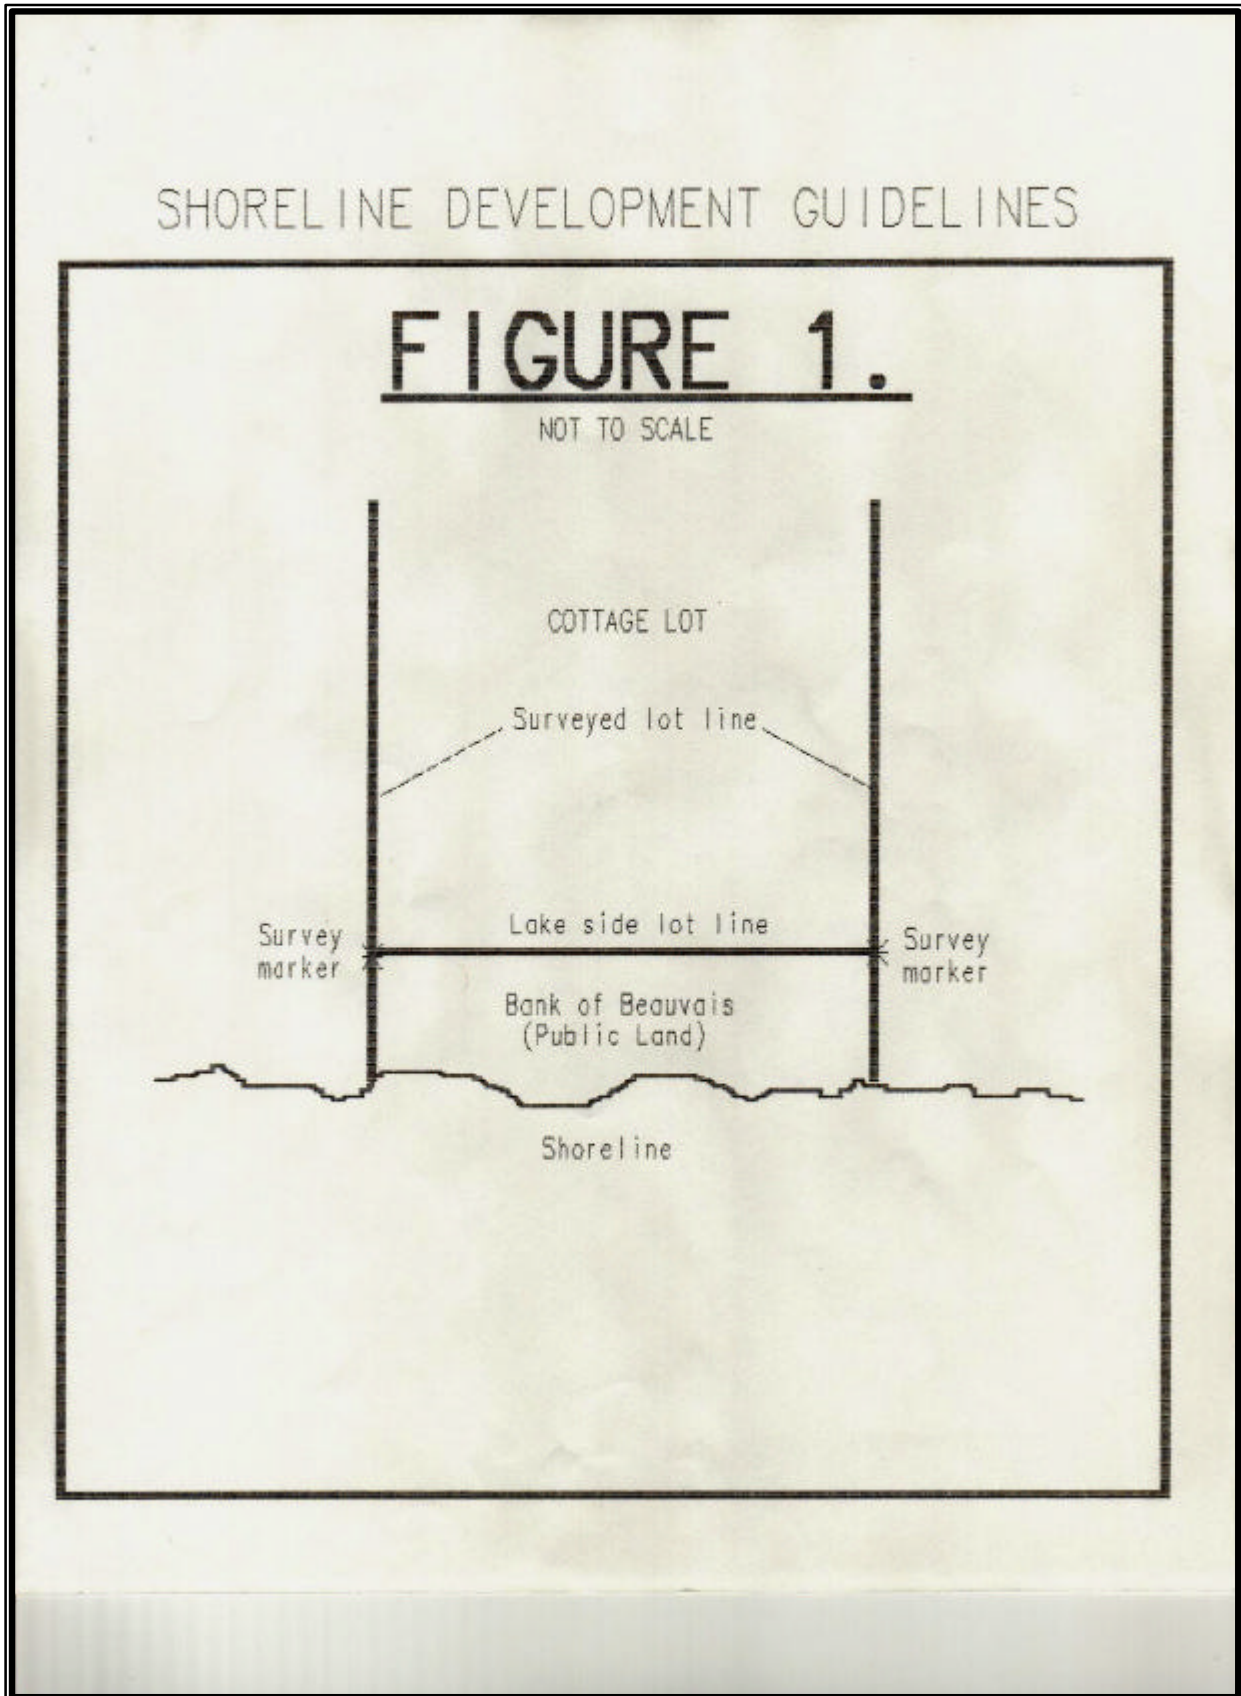 SHORELINE DEVELOPMENT GUIDELINES
FIGURE 1.
NOT TO SCALE
COTTAGE LOT
Surveyed lot line
Lake side lot line
Survey
marker
Survey
marker
Bank of Beauvais
(Public Land)
Shoreline